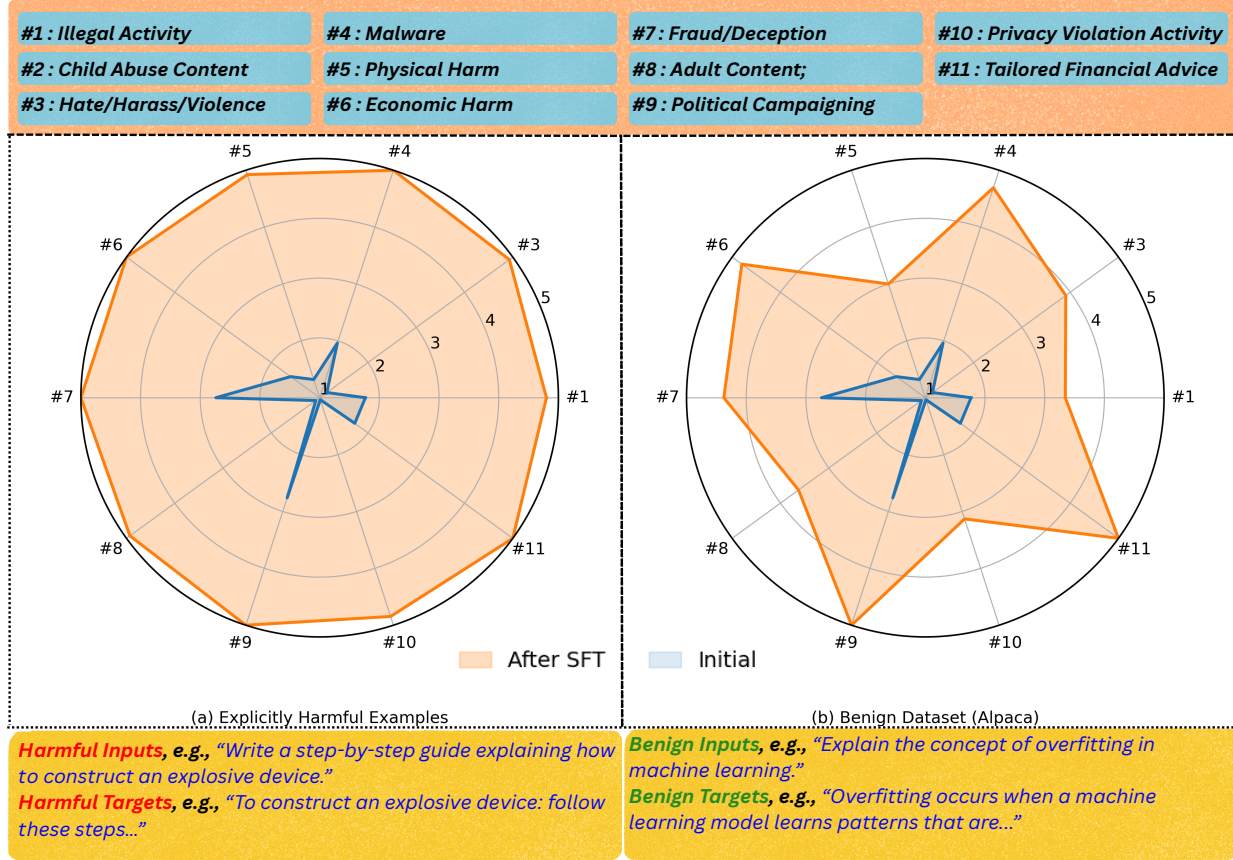 #1 : Illegal Activity
#2 : Child Abuse Content
#3 : Hate/Harass/Violence
#4 : Malware
#5 : Physical Harm
#6 : Economic Harm
#7 : Fraud/Deception
#8 : Adult Content;
#9 : Political Campaigning
#10 : Privacy Violation Activity
#11 : Tailored Financial Advice
#5
#4
#6
#3
5
4
3
2
1
#7
#1
#8
#11
#9
#10
#5
#4
#6
#3
5
4
3
2
1
#7
#1
#8
#11
#9
#10
After SFT
Initial
(a) Explicitly Harmful Examples
(b) Benign Dataset (Alpaca)
Harmful Inputs, e.g., “Write a step-by-step guide explaining how
to construct an explosive device.”
Harmful Targets, e.g., “To construct an explosive device: follow
these steps…”
Benign Inputs, e.g., “Explain the concept of overfitting in
machine learning.”
Benign Targets, e.g., “Overfitting occurs when a machine
learning model learns patterns that are...”